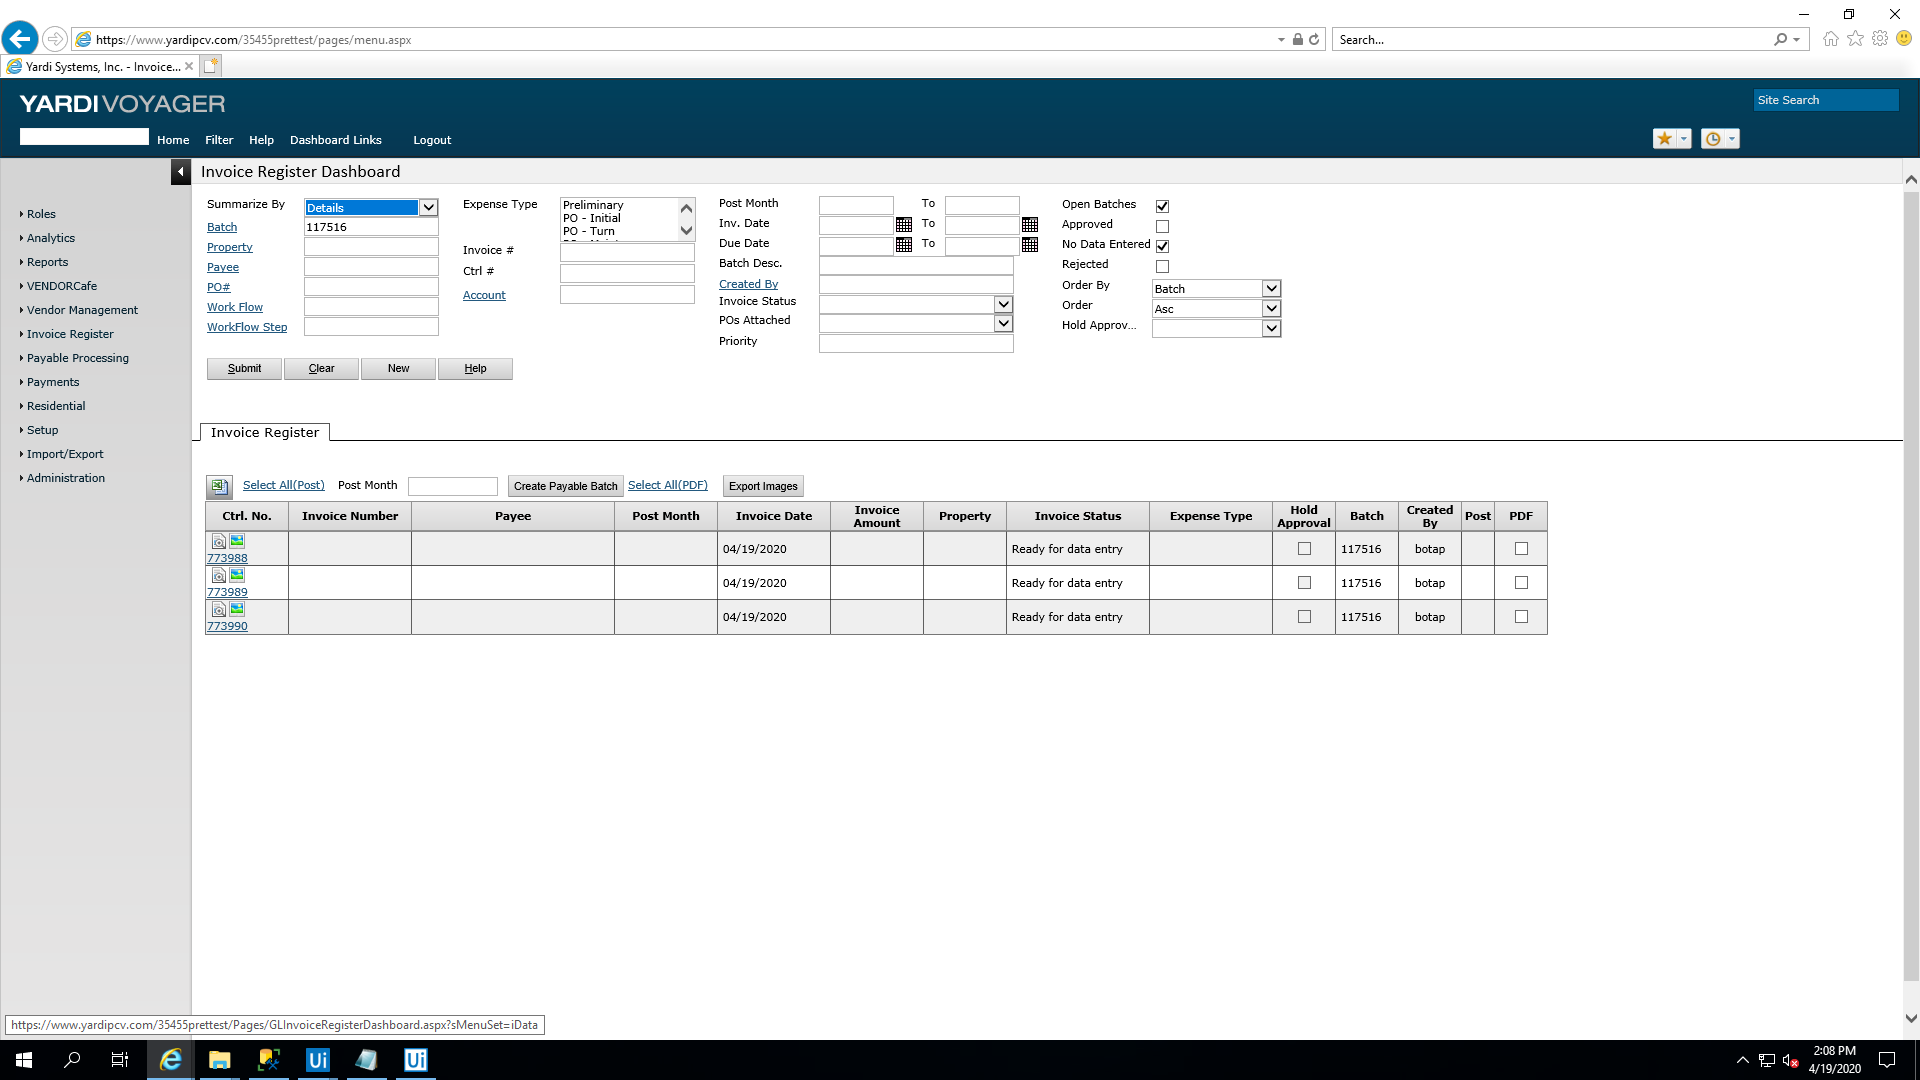 https://www.yardipcv.com/35455prettest/pages/menu.aspx
Search...
Yardi Systems, Inc. - Invoice...
YARDI VOYAGER
Site Search
Home Filter Help Dashboard Links Logout
Invoice Register Dashboard
Roles
Analytics
Reports
VENDORCafe
Vendor Management
Invoice Register
Payable Processing
Payments
Residential
Setup
Import/Export
Administration
Summarize By Details
Batch 117516
Property
Payee
PO#
Work Flow
WorkFlow Step
Expense Type
Preliminary
PO - Initial
PO - Turn
Invoice #
Ctrl #
Account
Post Month To
Inv. Date To
Due Date To
Batch Desc.
Created By
Invoice Status
POs Attached
Priority
Open Batches
Approved
No Data Entered
Rejected
Order By Batch
Order Asc
Hold Approv...
Submit Clear New Help
Invoice Register
Select All(Post) Post Month Create Payable Batch Select All(PDF) Export Images
Ctrl. No. Invoice Number Payee Post Month Invoice Date Invoice Amount Property Invoice Status Expense Type Hold Approval Batch Created By Post PDF
773988 04/19/2020 Ready for data entry 117516 botap
773989 04/19/2020 Ready for data entry 117516 botap
773990 04/19/2020 Ready for data entry 117516 botap
https://www.yardipcv.com/35455prettest/Pages/GLInvoiceRegisterDashboard.aspx?sMenuSet=iData
Ui
Ui
2:08 PM
4/19/2020